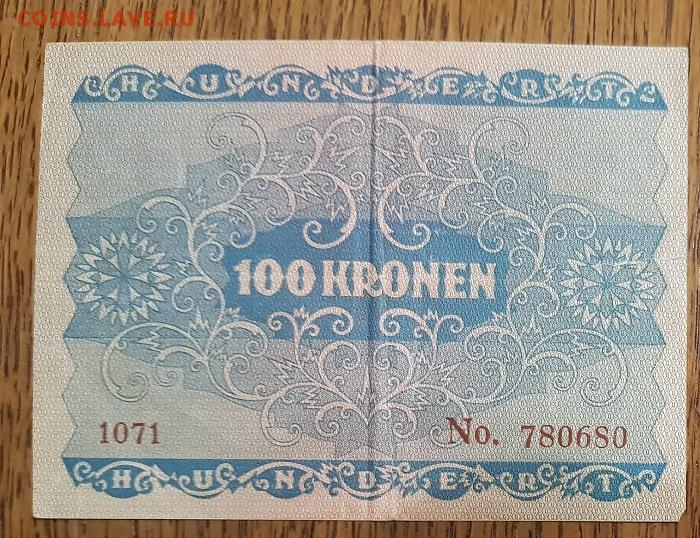 COINS.LAVE.RU
HUNDERT
100 KRONEN
1071 No. 780680
HUNDERT